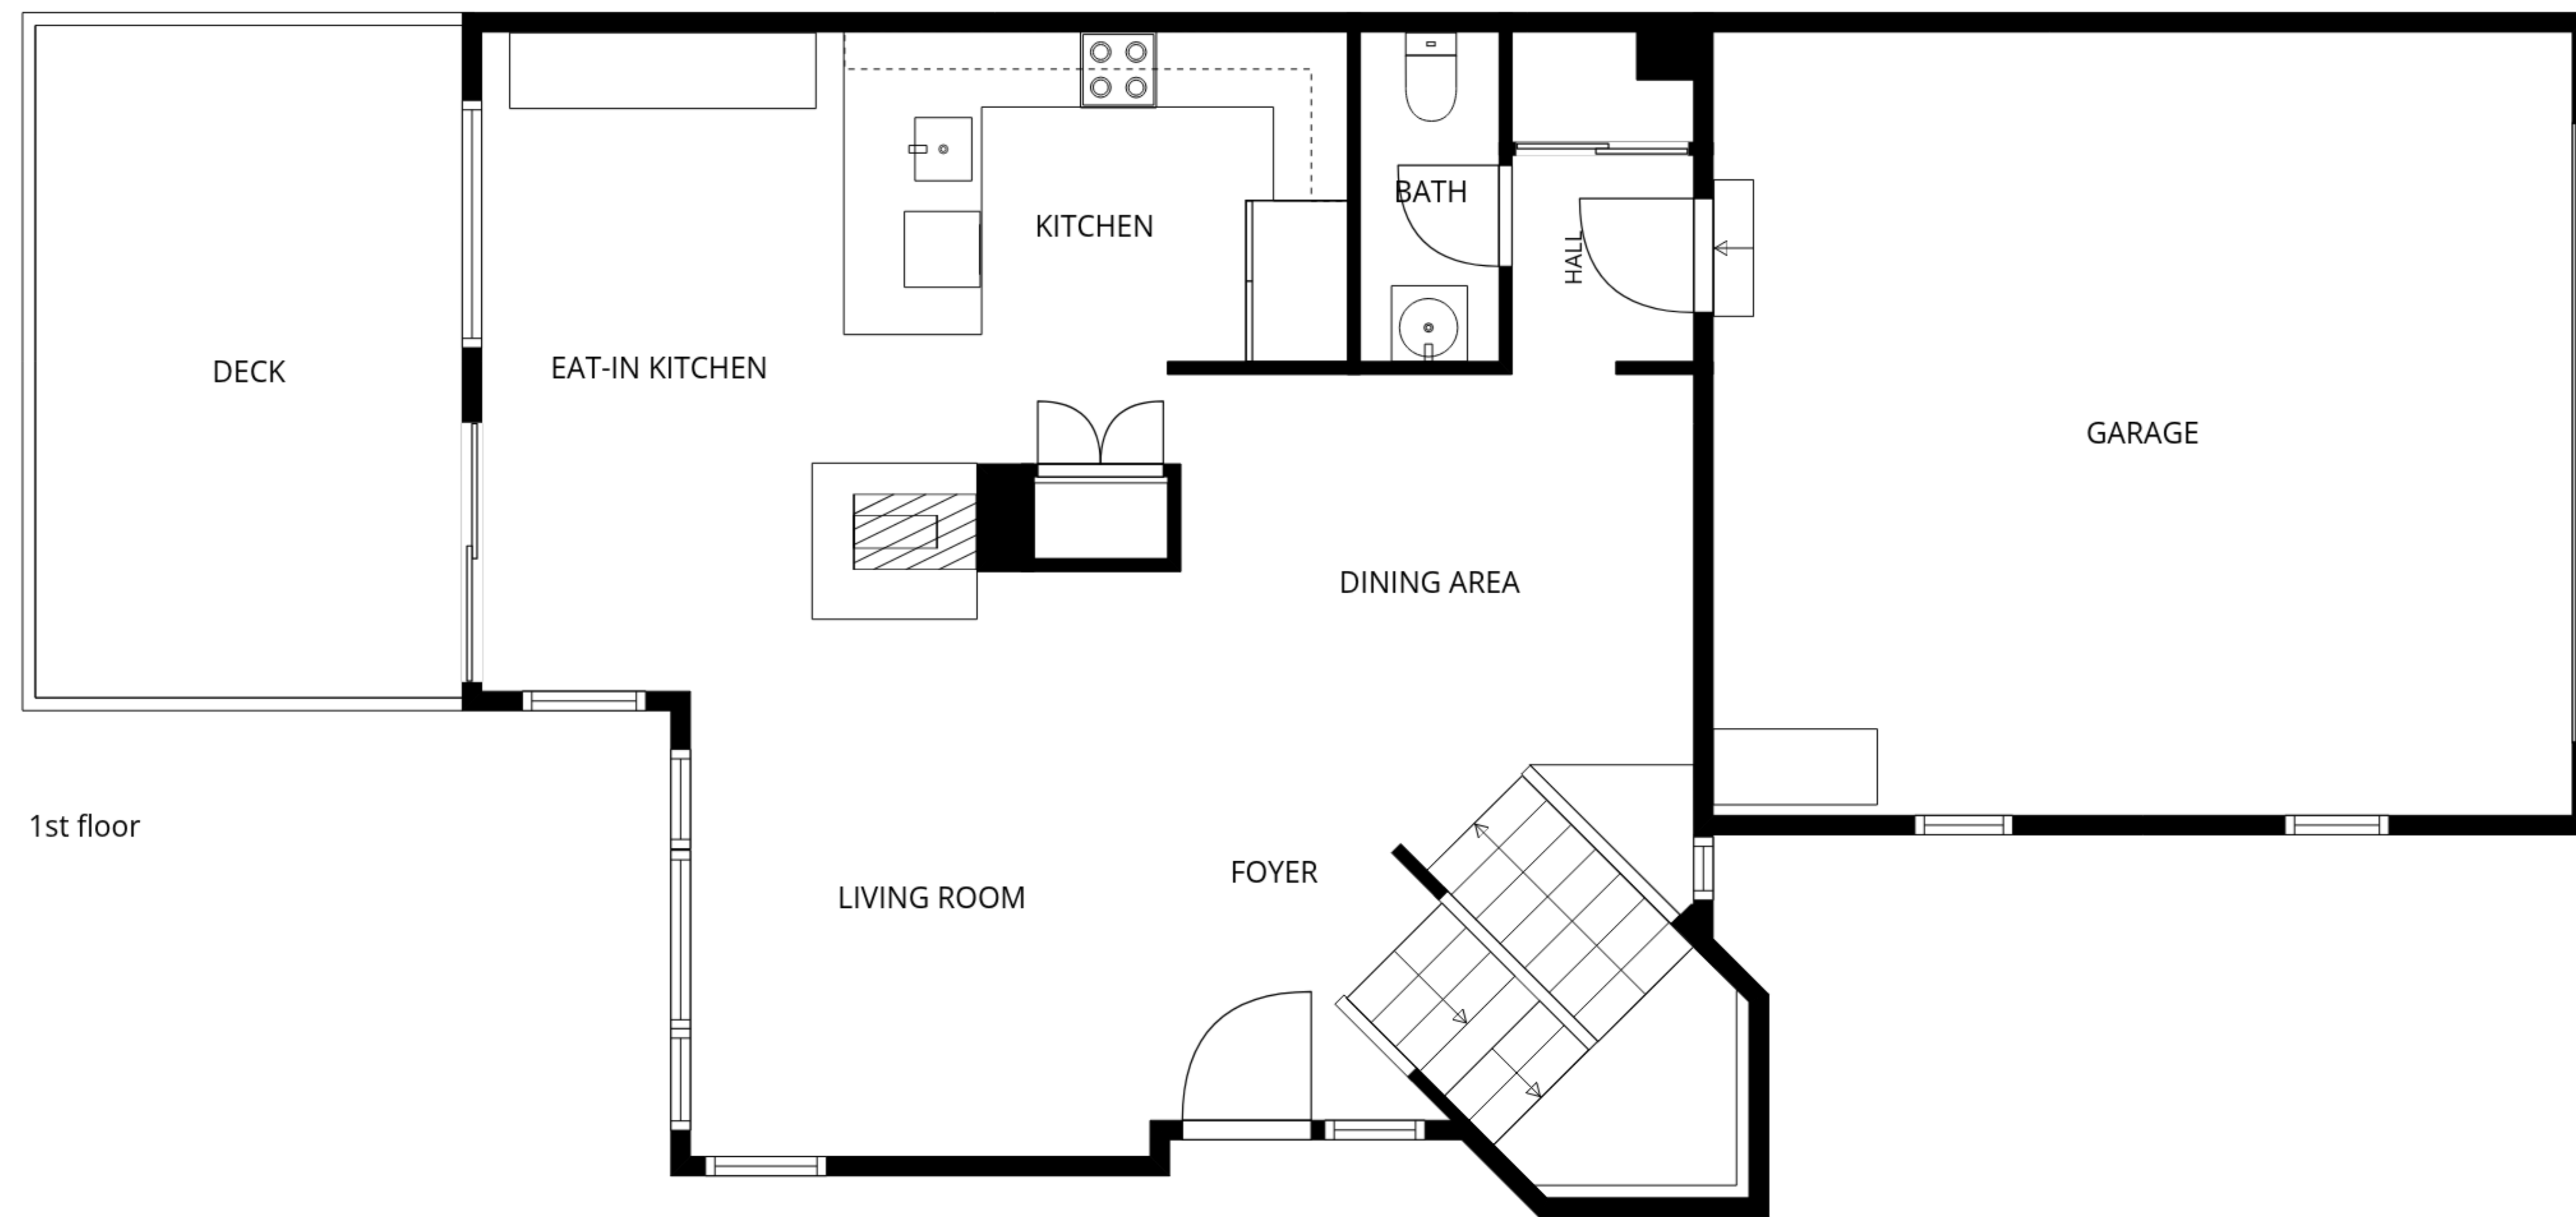 BATH
KITCHEN
HALL
DECK
EAT-IN KITCHEN
GARAGE
DINING AREA
1st floor
FOYER
LIVING ROOM